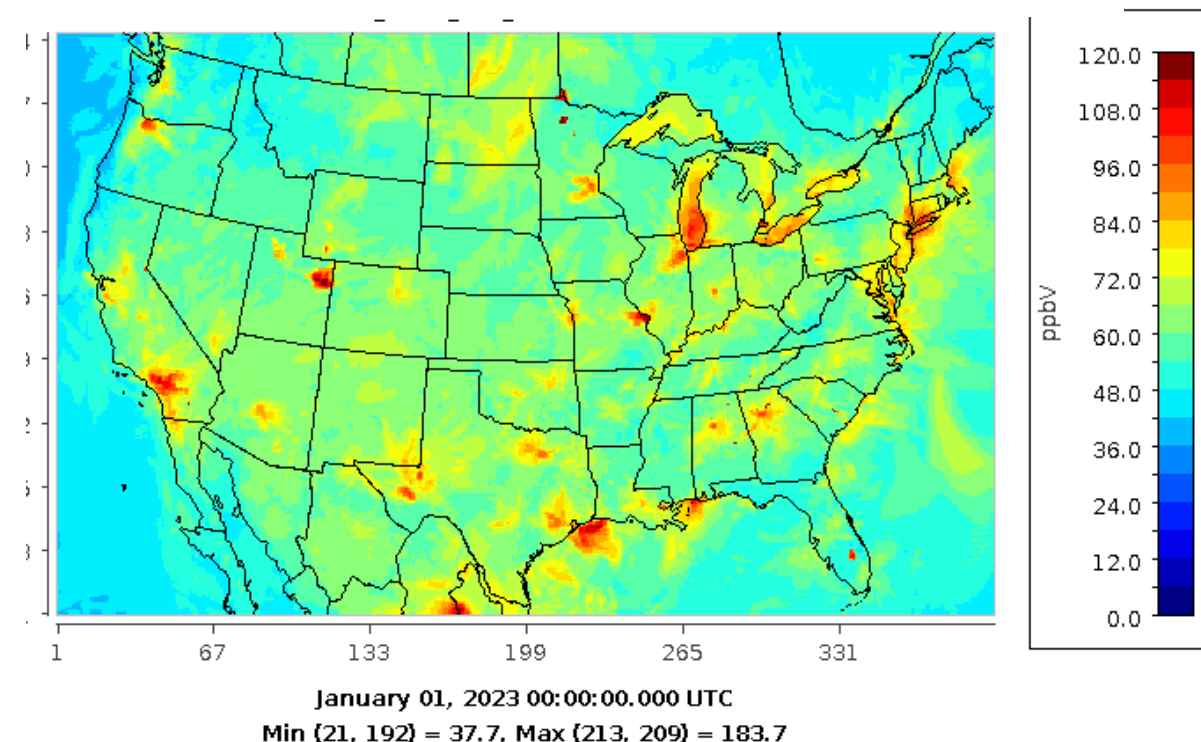 120.0
108.0
96.0
84.0
72.0
60.0
48.0
36.0
24.0
12.0
0.0
ppbV
1 67 133 199 265 331
January 01, 2023 00:00:00.000 UTC
Min (21, 192) = 37.7, Max (213, 209) = 183.7